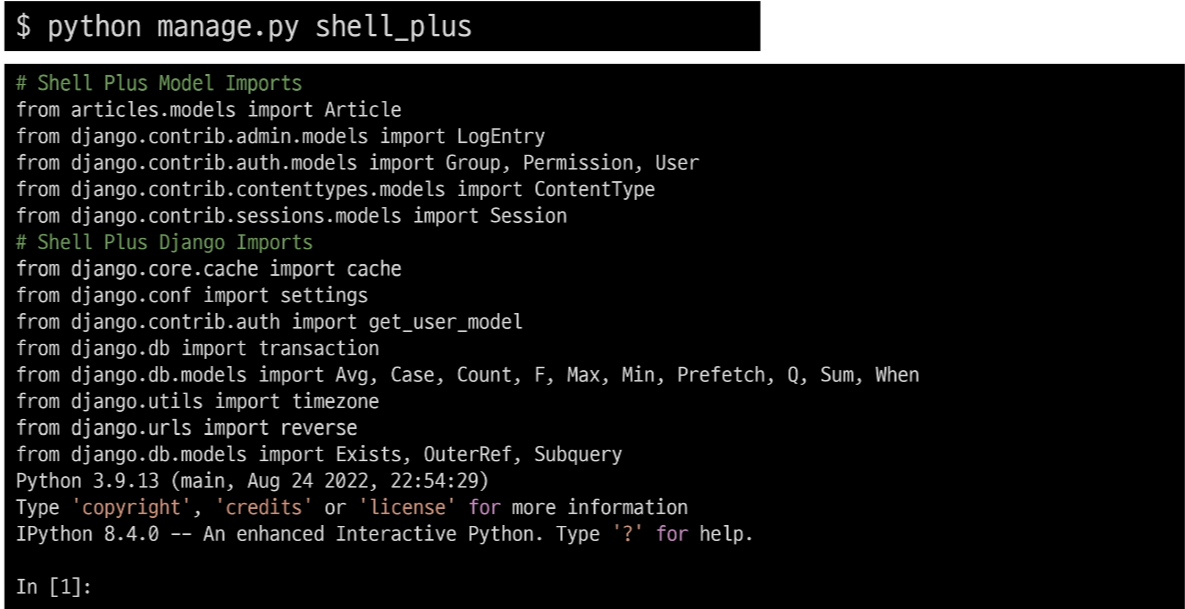 $ python manage.py shell_plus
# Shell Plus Model Imports
from articles.models import Article
from django.contrib.admin.models import LogEntry
from django.contrib.auth.models import Group, Permission, User
from django.contrib.contenttypes.models import ContentType
from django.contrib.sessions.models import Session
# Shell Plus Django Imports
from django.core.cache import cache
from django.conf import settings
from django.contrib.auth import get_user_model
from django.db import transaction
from django.db.models import Avg, Case, Count, F, Max, Min, Prefetch, Q, Sum, When
from django.utils import timezone
from django.urls import reverse
from django.db.models import Exists, OuterRef, Subquery
Python 3.9.13 (main, Aug 24 2022, 22:54:29)
Type 'copyright', 'credits' or 'license' for more information
IPython 8.4.0 -- An enhanced Interactive Python. Type '?' for help.
In [1]: